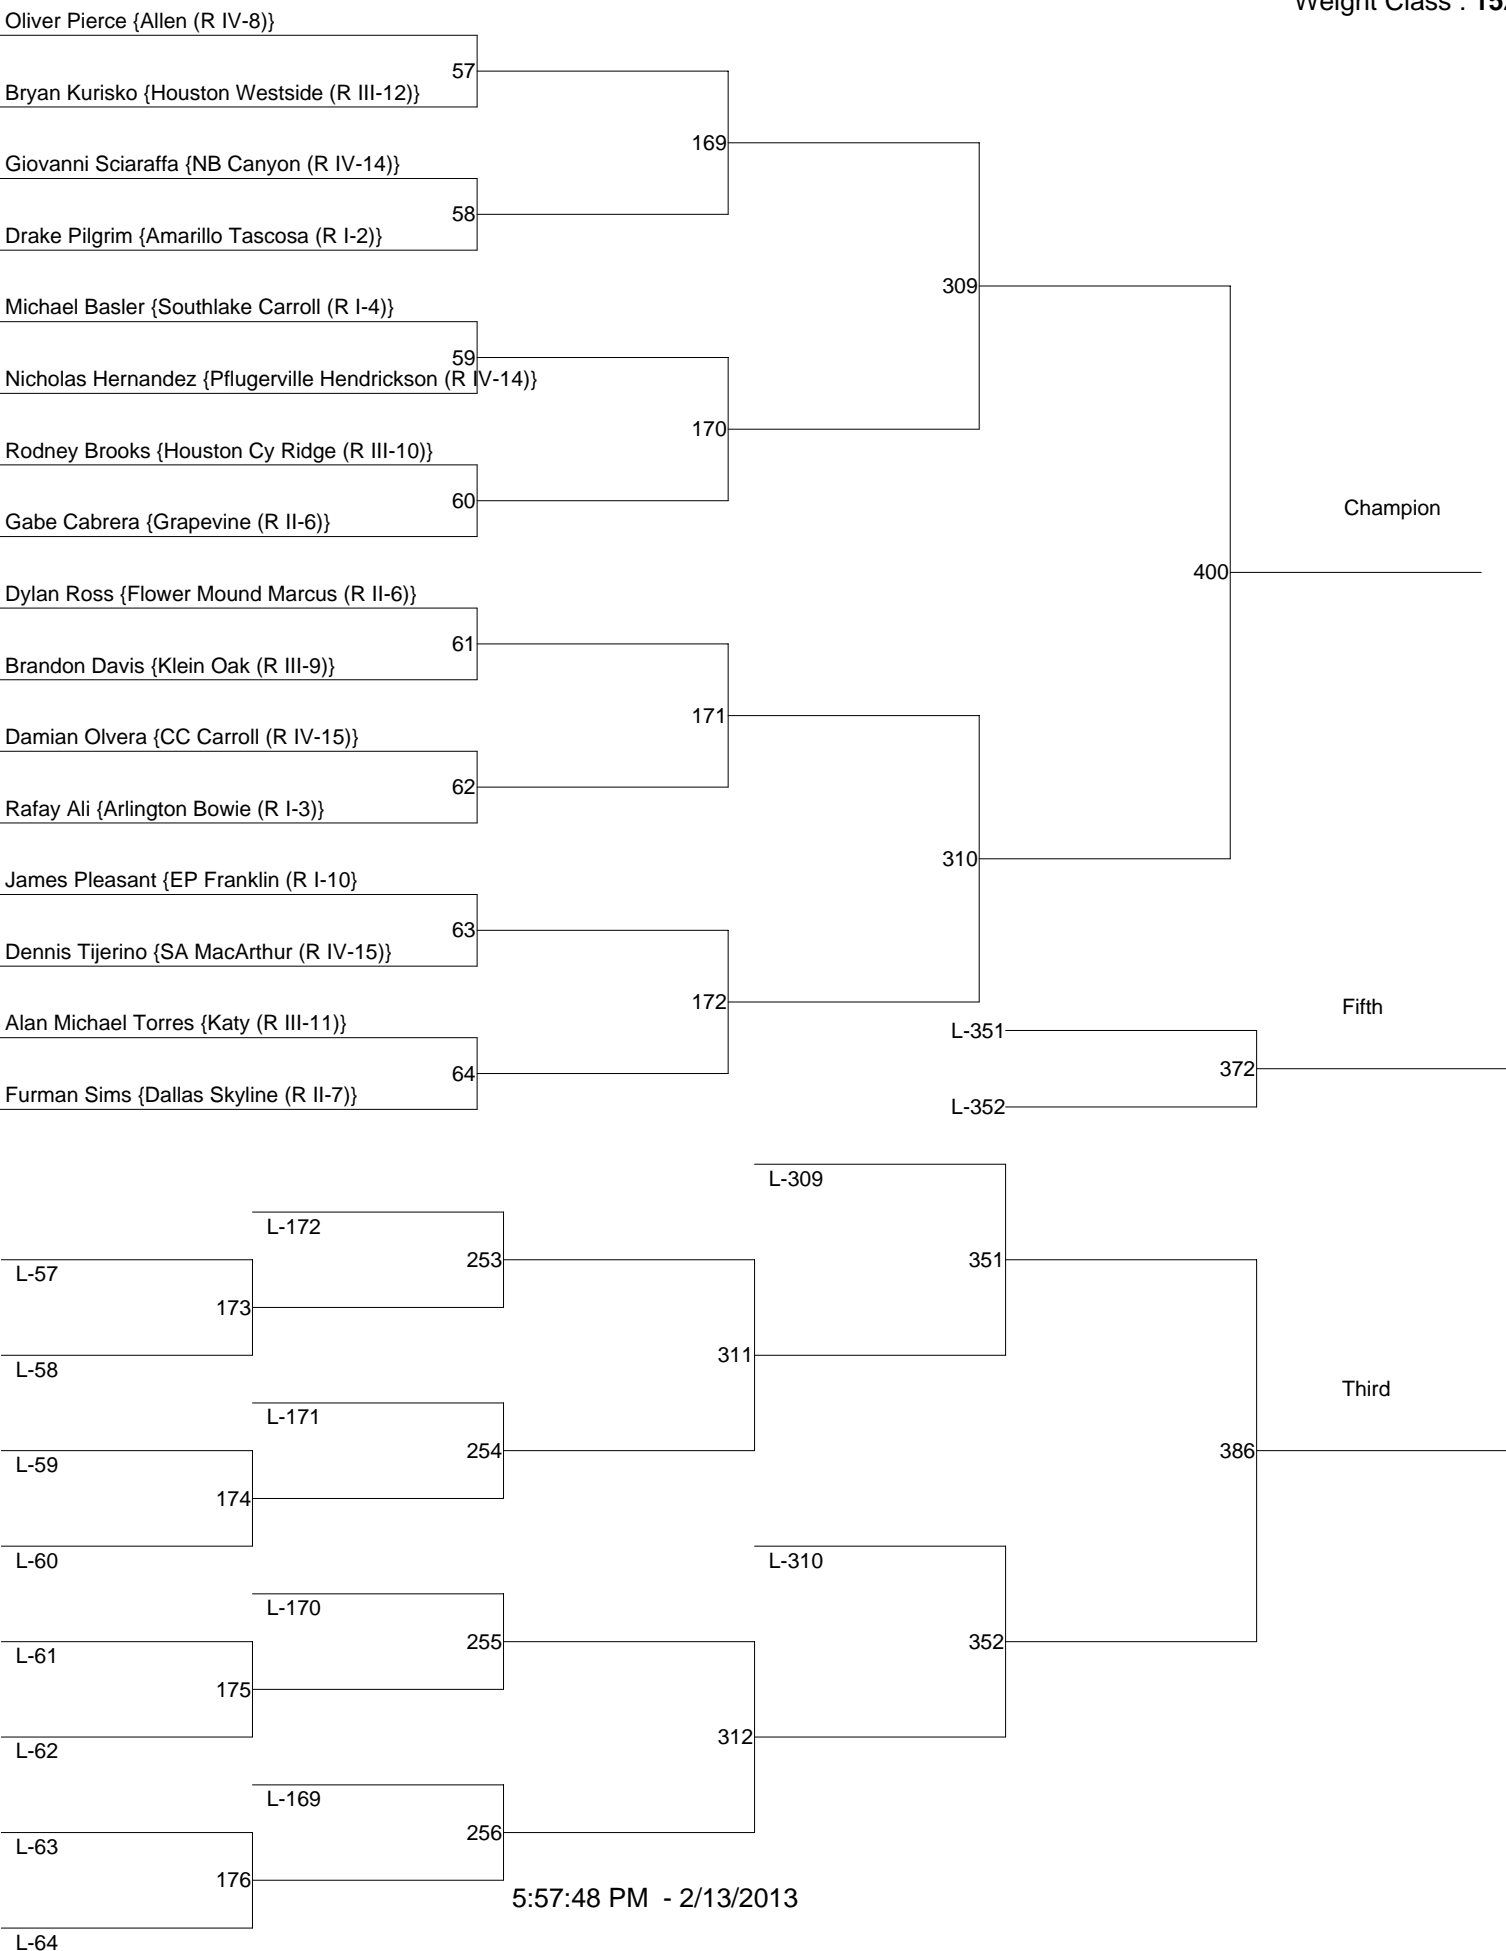 Weight Class : 152
Oliver Pierce {Allen (R IV-8)}
57
Bryan Kurisko {Houston Westside (R III-12)}
169
Giovanni Sciaraffa {NB Canyon (R IV-14)}
58
Drake Pilgrim {Amarillo Tascosa (R I-2)}
309
Michael Basler {Southlake Carroll (R I-4)}
59
Nicholas Hernandez {Pflugerville Hendrickson (R IV-14)}
170
Rodney Brooks {Houston Cy Ridge (R III-10)}
60
Gabe Cabrera {Grapevine (R II-6)}
Champion
400
Dylan Ross {Flower Mound Marcus (R II-6)}
61
Brandon Davis {Klein Oak (R III-9)}
171
Damian Olvera {CC Carroll (R IV-15)}
62
Rafay Ali {Arlington Bowie (R I-3)}
310
James Pleasant {EP Franklin (R I-10}
63
Dennis Tijerino {SA MacArthur (R IV-15)}
172
Alan Michael Torres {Katy (R III-11)}
64
Furman Sims {Dallas Skyline (R II-7)}
Fifth
L-351
372
L-352
L-309
L-172
253
351
L-57
173
L-58
311
L-171
254
Third
L-59
174
386
L-60
L-310
L-170
255
352
L-61
175
L-62
312
L-169
256
L-63
176
L-64
5:57:48 PM - 2/13/2013